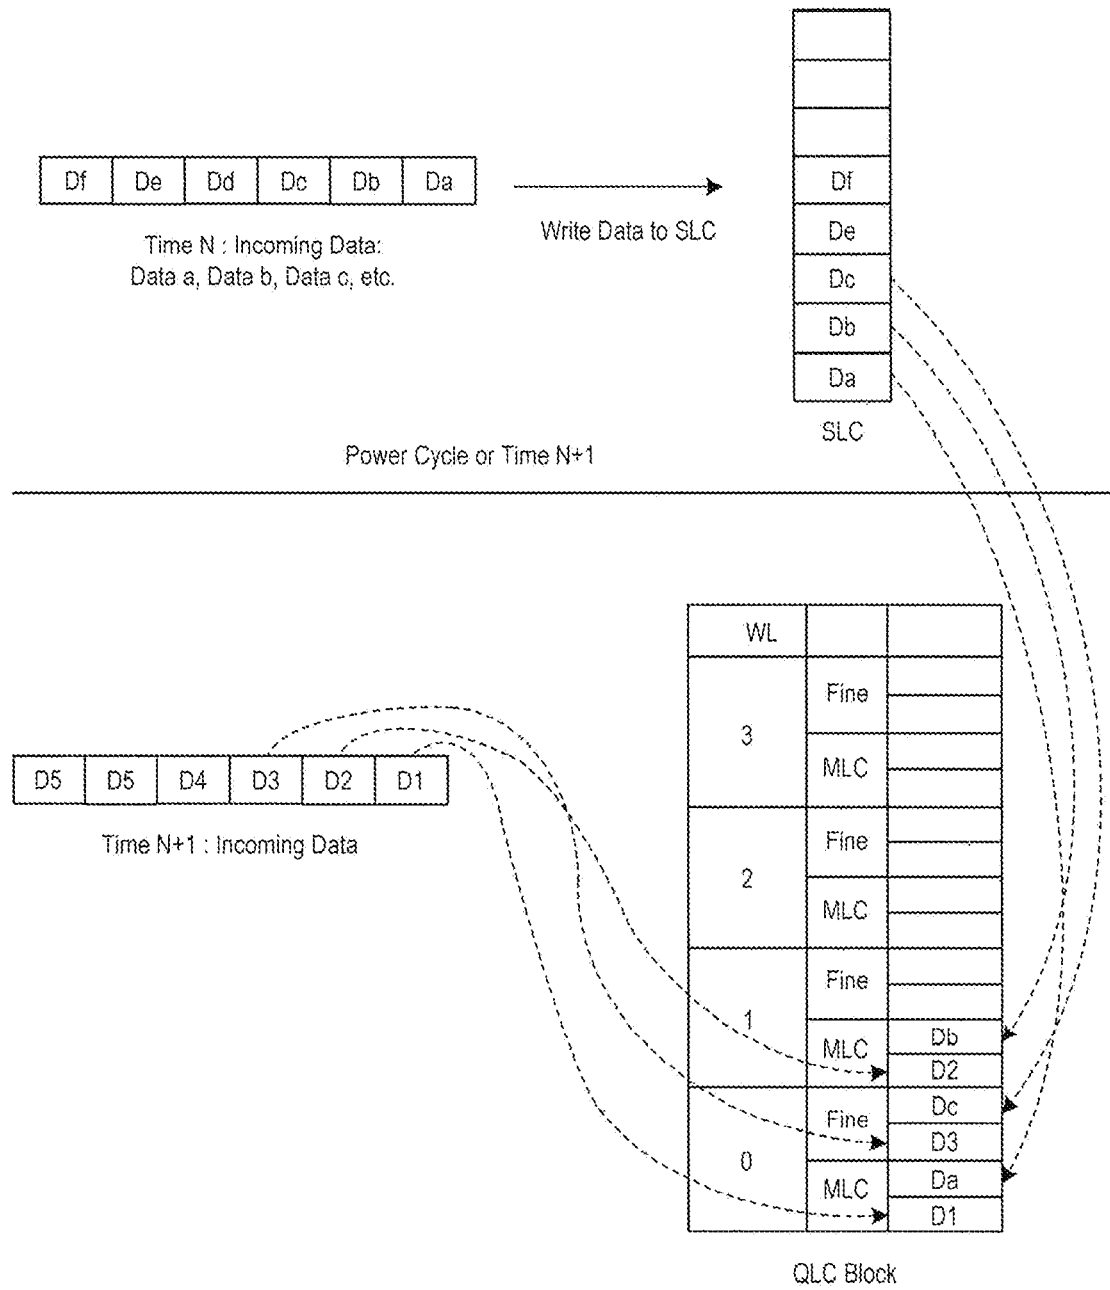 Df De Dd Dc Db Da
Time N : Incoming Data:
Data a, Data b, Data c, etc.
Write Data to SLC
Df
De
Dc
Db
Da
SLC
Power Cycle or Time N+1
D5 D5 D4 D3 D2 D1
Time N+1 : Incoming Data
WL
3 Fine
MLC
2 Fine
MLC
1 Fine
MLC Db
D2
0 Fine Dc
D3
MLC Da
D1
QLC Block